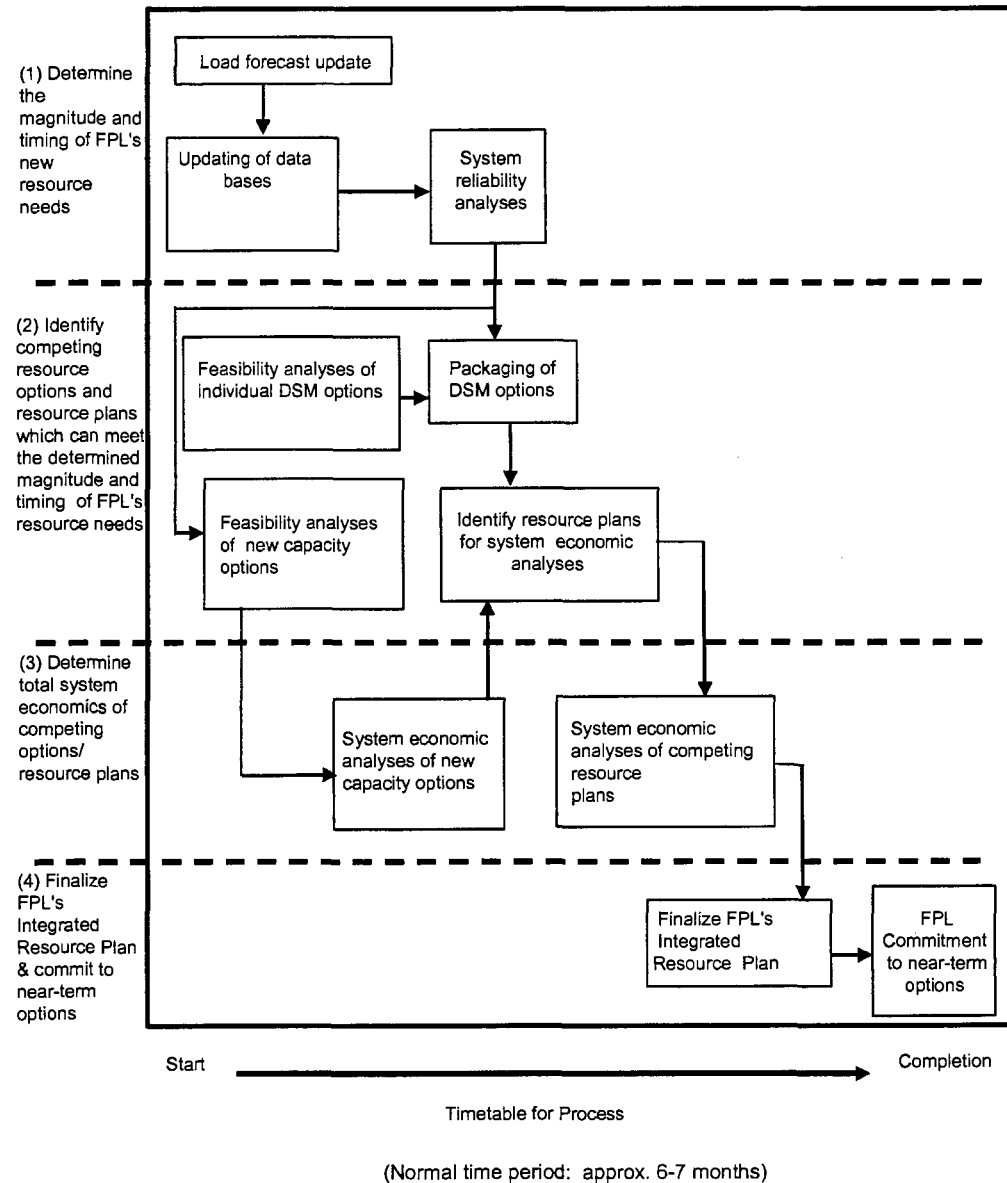 (1) Determine
the
magnitude and
timing of FPL's
new
resource
needs
Load forecast update
Updating of data
bases
System
reliability
analyses
(2) Identify
competing
resource
options and
resource plans
which can meet
the determined
magnitude and
timing of FPL's
resource needs
Feasibility analyses of
individual DSM options
Packaging of
DSM options
Feasibility analyses
of new capacity
options
Identify resource plans
for system economic
analyses
(3) Determine
total system
economics of
competing
options/
resource plans
System economic
analyses of new
capacity options
System economic
analyses of competing
resource
plans
(4) Finalize
FPL's
Integrated
Resource Plan
& commit to
near-term
options
Finalize FPL's
Integrated
Resource Plan
FPL
Commitment
to near-term
options
Start
Completion
Timetable for Process
(Normal time period: approx. 6-7 months)